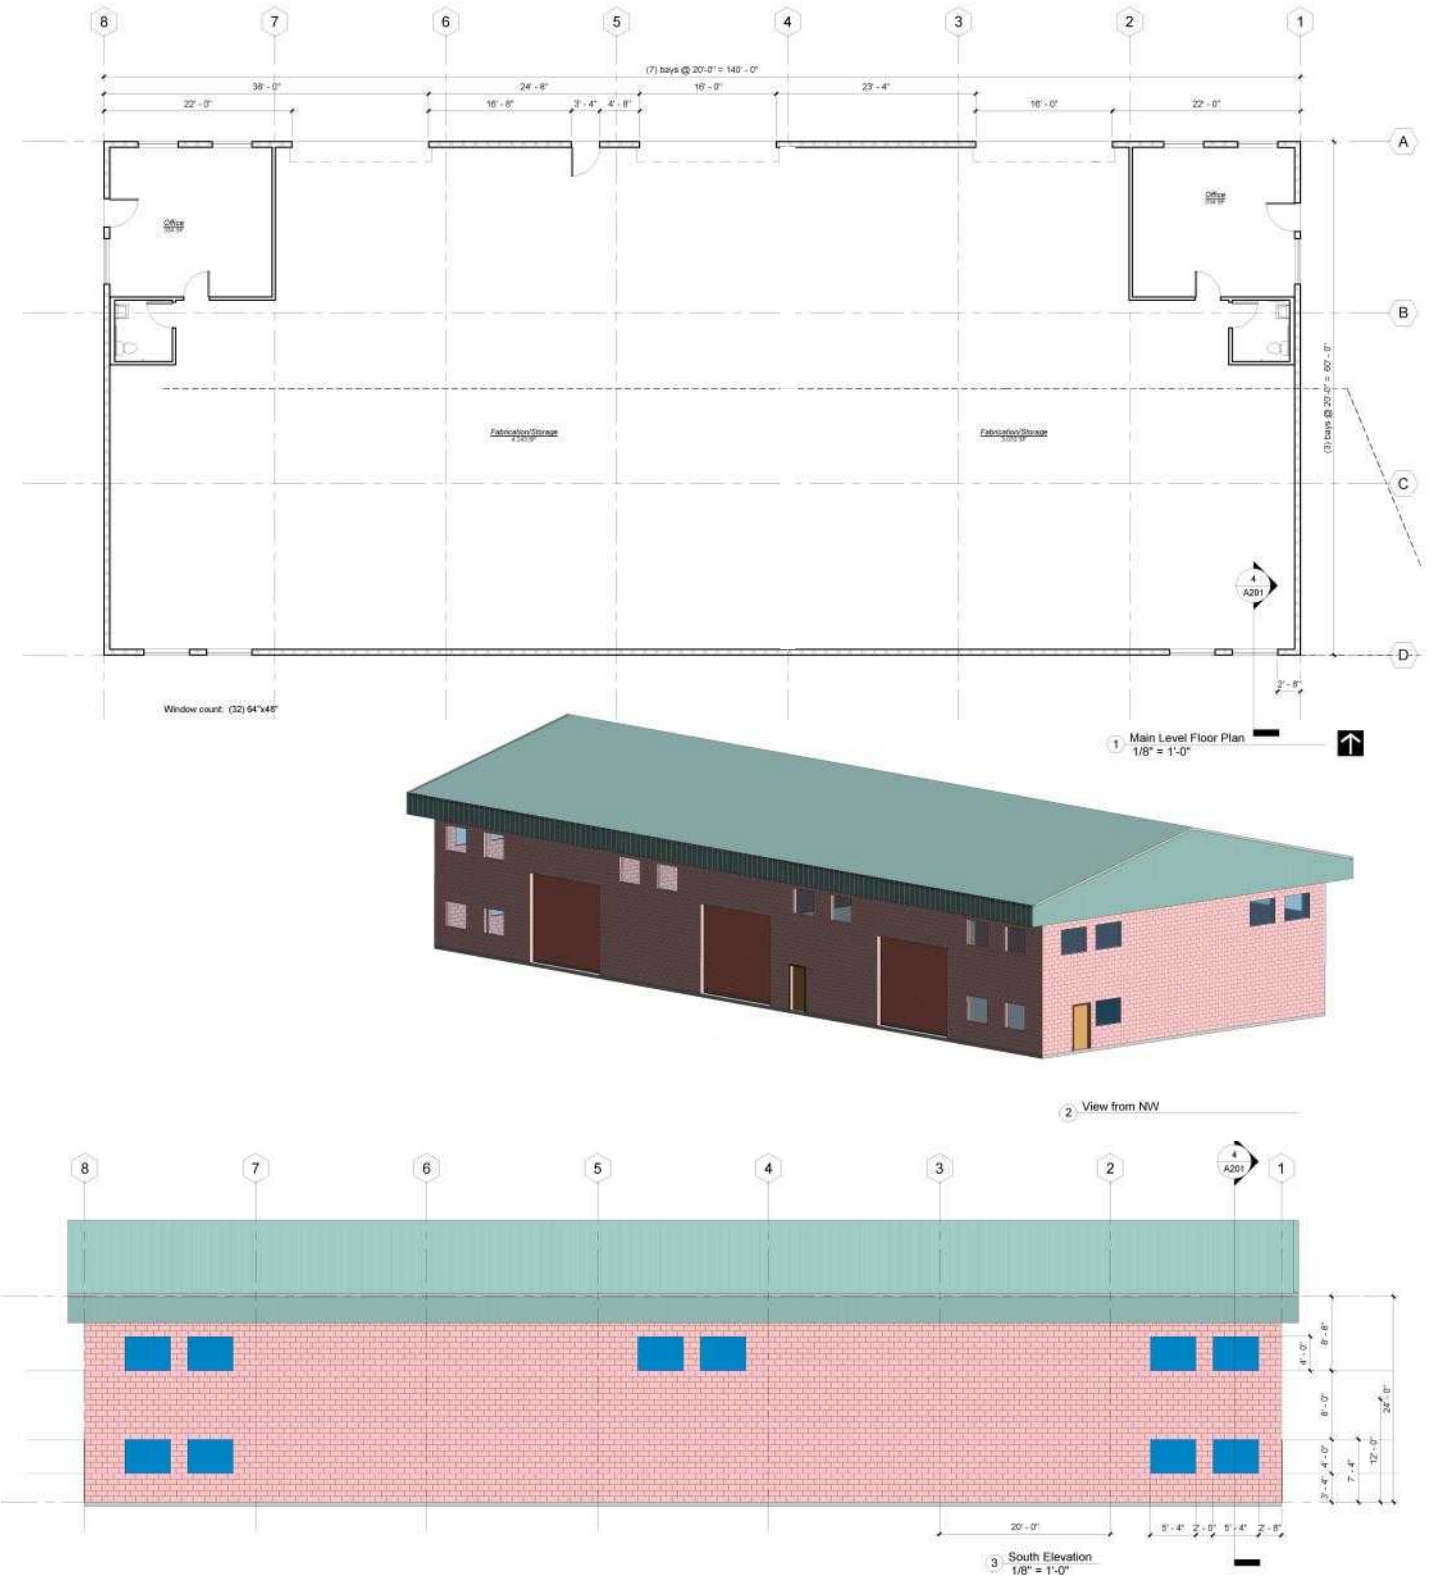 8 7 6 5 4 3 2 1
(7) bays @ 20'-0" = 140' - 0"
38' - 0" 24' - 8" 16' - 0" 23' - 4"
22' - 0" 16' - 8" 3' - 4" 4' - 8" 16' - 0" 22' - 0"
A
Office
Office
B
(3) bays @ 20'-0" = 60' - 0"
Fabrication/Storage
Fabrication/Storage
C
4
A201
D
2' - 8"
Window count: (32) 64"x48"
1 Main Level Floor Plan
1/8" = 1'-0"
2 View from NW
8 7 6 5 4 3 2 1
4
A201
8' - 8"
4' - 0"
8' - 0"
24' - 0"
12' - 0"
4' - 0"
7' - 4"
3' - 4"
20' - 0" 5' - 4" 2' - 0" 5' - 4" 2' - 8"
3 South Elevation
1/8" = 1'-0"